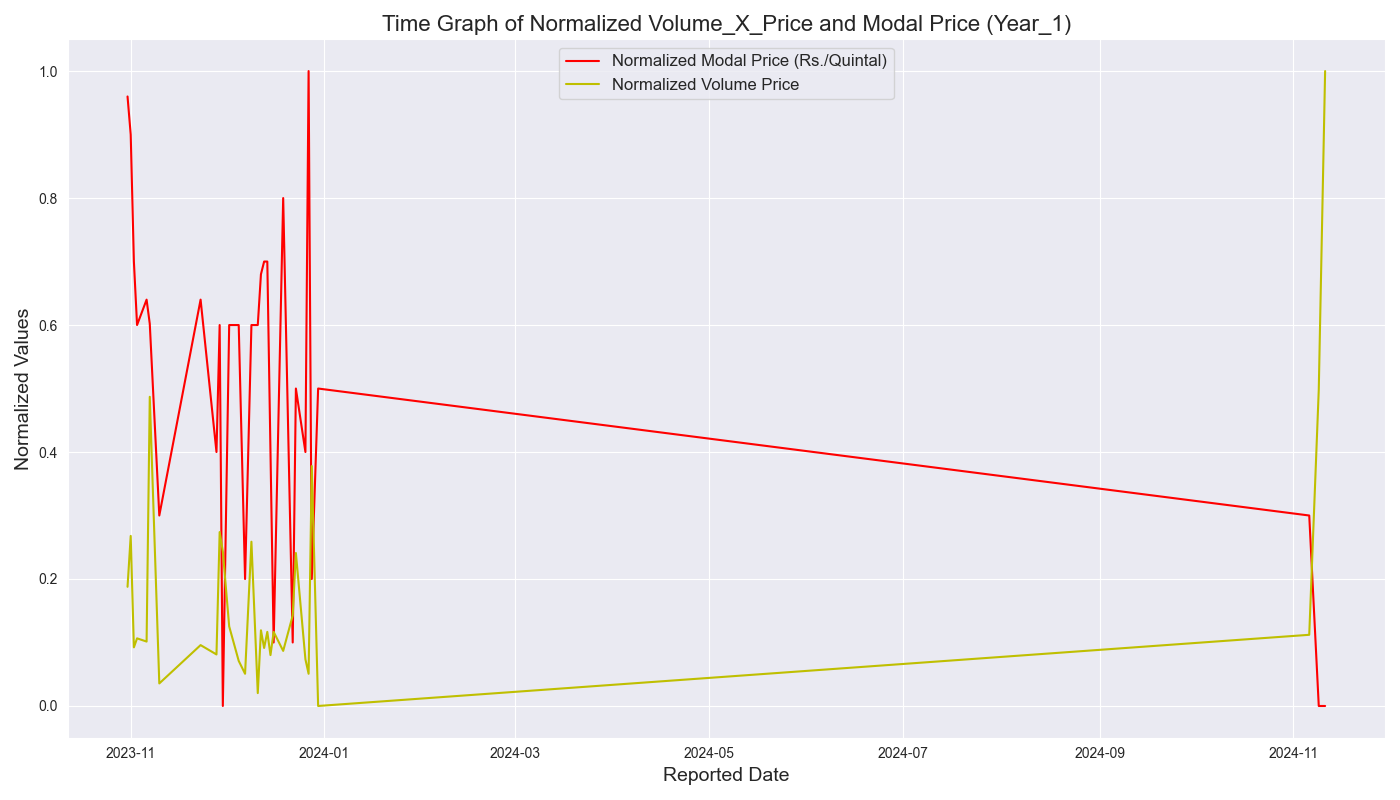 Time Graph of Normalized Volume_X_Price and Modal Price (Year_1)
Normalized Modal Price (Rs./Quintal)
Normalized Volume Price
Normalized Values
1.0
0.8
0.6
0.4
0.2
0.0
2023-11
2024-01
2024-03
2024-05
2024-07
2024-09
2024-11
Reported Date